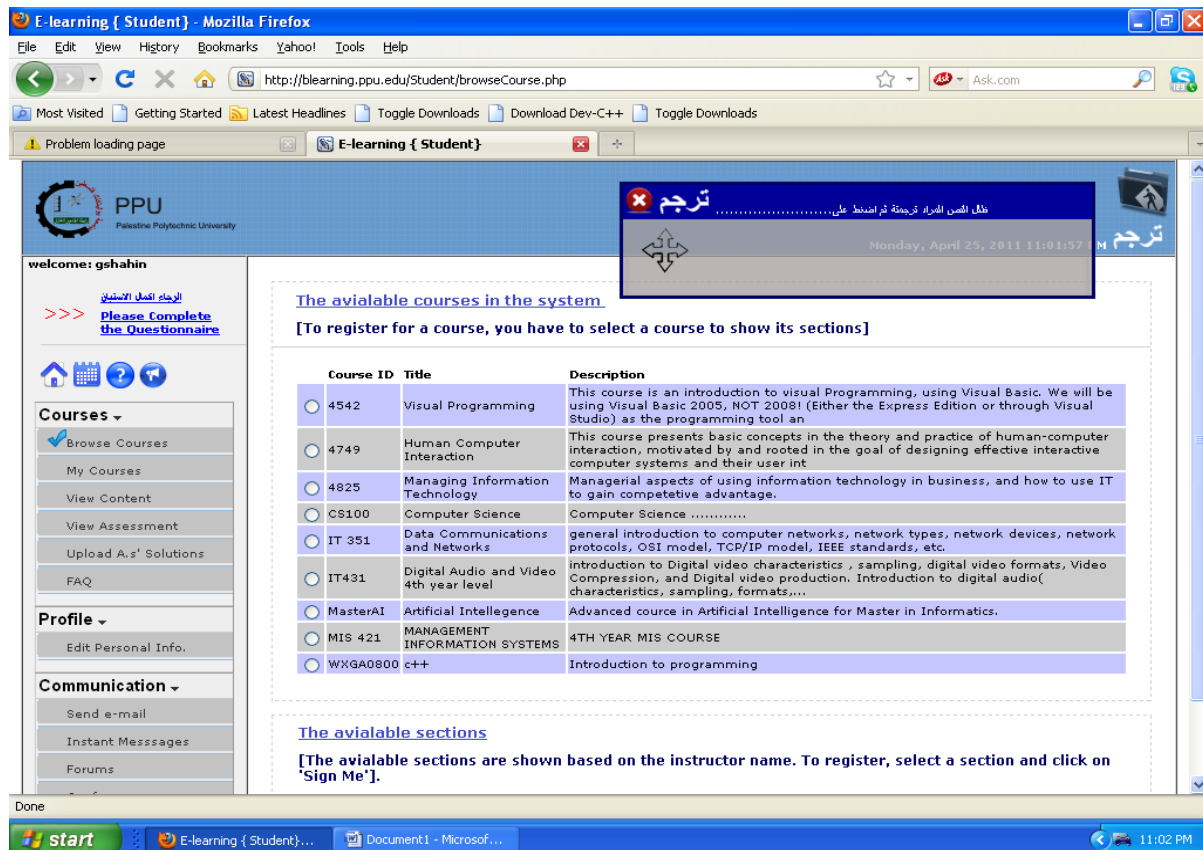 E-learning { Student} - Mozilla Firefox
File Edit View History Bookmarks Yahoo! Tools Help
http://blearning.ppu.edu/Student/browseCourse.php
Ask Ask.com
Most Visited Getting Started Latest Headlines Toggle Downloads Download Dev-C++ Toggle Downloads
Problem loading page
E-learning { Student}
PPU
Palestine Polytechnic University
ترجم
ظلل النص المراد ترجمتة ثم اضغط على.........................
ترجم
Monday, April 25, 2011 11:01:57 PM
welcome: gshahin
الرجاء اكمال الاستبيان
>>> Please Complete
the Questionnaire
Courses
Browse Courses
My Courses
View Content
View Assessment
Upload A.s' Solutions
FAQ
Profile
Edit Personal Info.
Communication
Send e-mail
Instant Messsages
Forums
The avialable courses in the system
[To register for a course, you have to select a course to show its sections]
Course ID Title Description
4542 Visual Programming This course is an introduction to visual Programming, using Visual Basic. We will be
using Visual Basic 2005, NOT 2008! (Either the Express Edition or through Visual
Studio) as the programming tool an
4749 Human Computer
Interaction This course presents basic concepts in the theory and practice of human-computer
interaction, motivated by and rooted in the goal of designing effective interactive
computer systems and their user int
4825 Managing Information
Technology Managerial aspects of using information technology in business, and how to use IT
to gain competetive advantage.
CS100 Computer Science Computer Science ............
IT 351 Data Communications
and Networks general introduction to computer networks, network types, network devices, network
protocols, OSI model, TCP/IP model, IEEE standards, etc.
IT431 Digital Audio and Video
4th year level introduction to Digital video characteristics , sampling, digital video formats, Video
Compression, and Digital video production. Introduction to digital audio(
characteristics, sampling, formats,...
MasterAI Artificial Intellegence Advanced cource in Artificial Intelligence for Master in Informatics.
MIS 421 MANAGEMENT
INFORMATION SYSTEMS 4TH YEAR MIS COURSE
WXGA0800 c++ Introduction to programming
The avialable sections
[The avialable sections are shown based on the instructor name. To register, select a section and click on
'Sign Me'].
Done
start E-learning { Student}... Document1 - Microsof... 11:02 PM